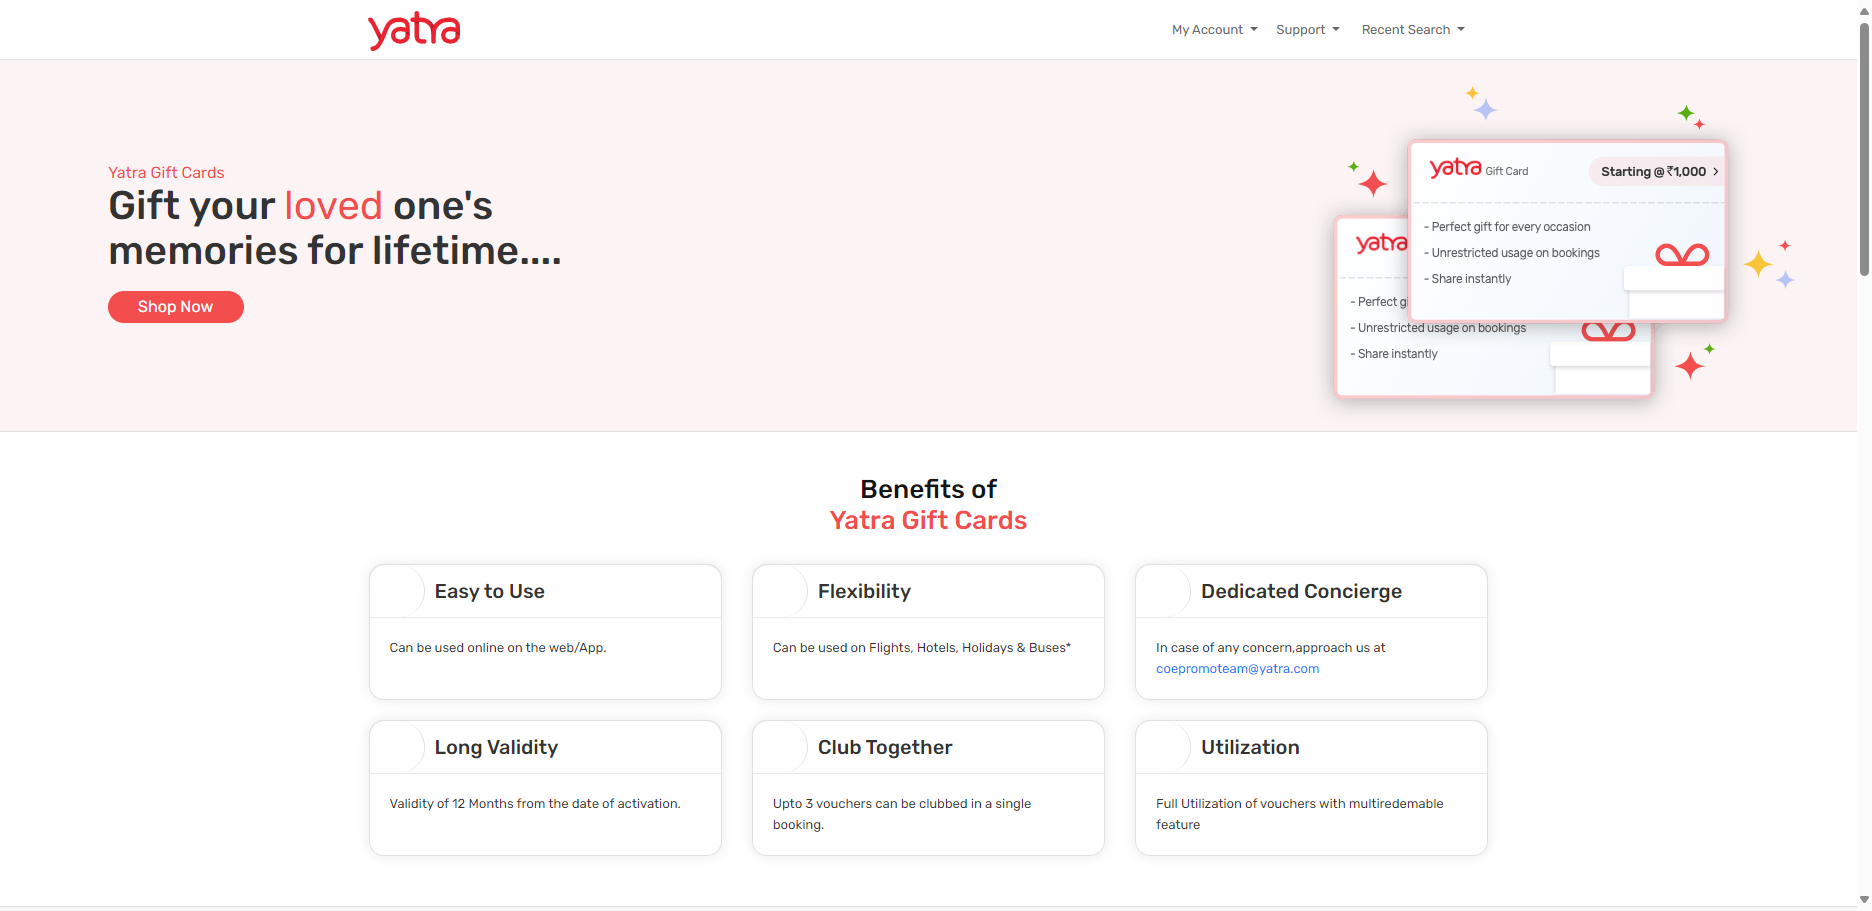 yatra
My Account
Support
Recent Search
Yatra Gift Cards
Gift your loved one's
memories for lifetime....
Shop Now
yatra Gift Card
Starting @ ₹1,000
- Perfect gift for every occasion
- Unrestricted usage on bookings
- Share instantly
yatra
- Perfect gi
- Unrestricted usage on bookings
- Share instantly
Benefits of
Yatra Gift Cards
Easy to Use
Can be used online on the web/App.
Flexibility
Can be used on Flights, Hotels, Holidays & Buses*
Dedicated Concierge
In case of any concern,approach us at
coepromoteam@yatra.com
Long Validity
Validity of 12 Months from the date of activation.
Club Together
Upto 3 vouchers can be clubbed in a single
booking.
Utilization
Full Utilization of vouchers with multiredemable
feature